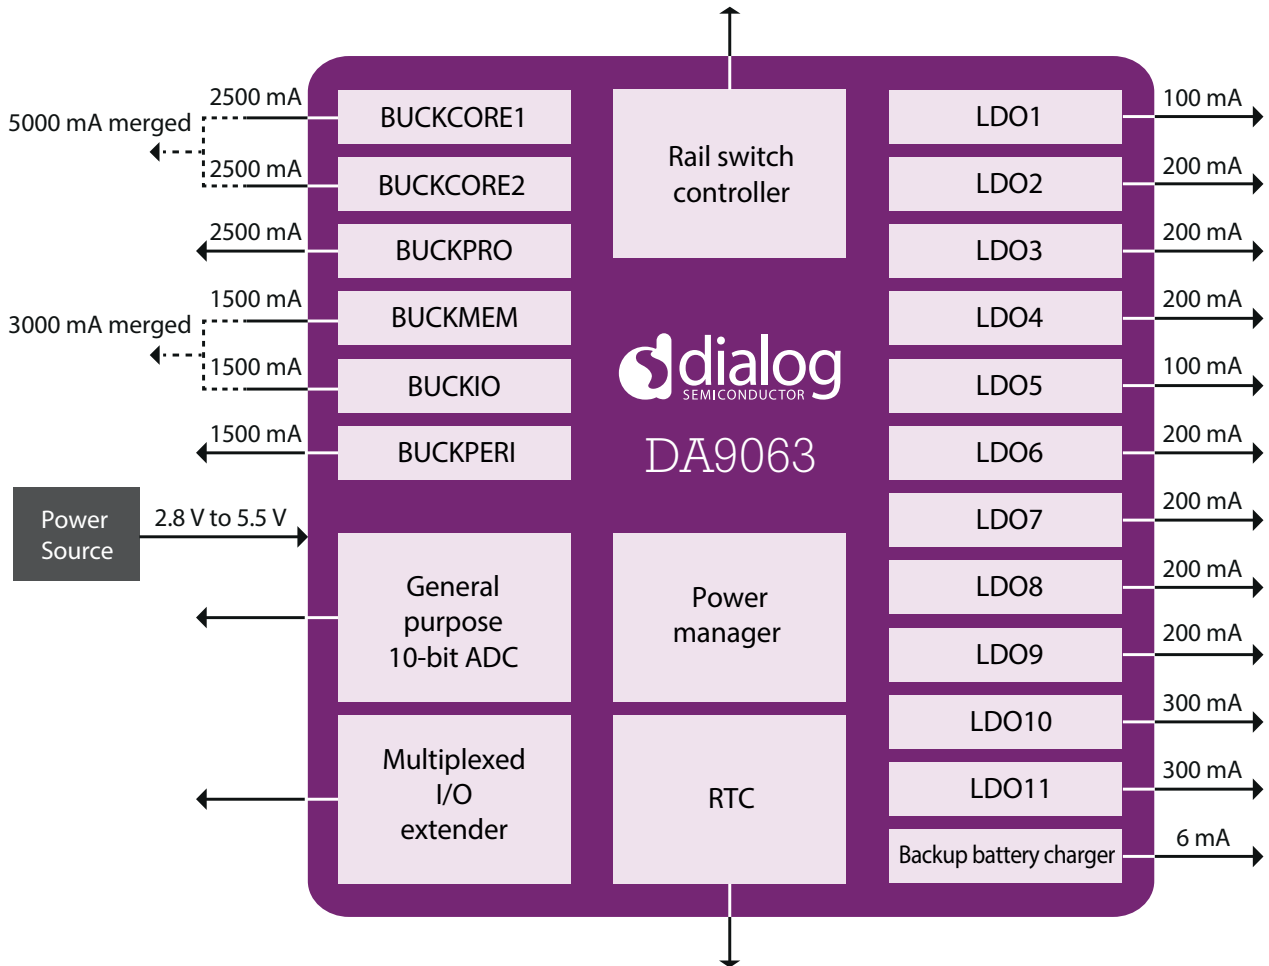 2500 mA
5000 mA merged
2500 mA
2500 mA
1500 mA
3000 mA merged
1500 mA
1500 mA
Power
Source
2.8 V to 5.5 V
BUCKCORE1
BUCKCORE2
BUCKPRO
BUCKMEM
BUCKIO
BUCKPERI
General
purpose
10-bit ADC
Multiplexed
I/O
extender
Rail switch
controller
dialog
SEMICONDUCTOR
DA9063
Power
manager
RTC
LDO1
100 mA
LDO2
200 mA
LDO3
200 mA
LDO4
200 mA
LDO5
100 mA
LDO6
200 mA
LDO7
200 mA
LDO8
200 mA
LDO9
200 mA
LDO10
300 mA
LDO11
300 mA
Backup battery charger
6 mA